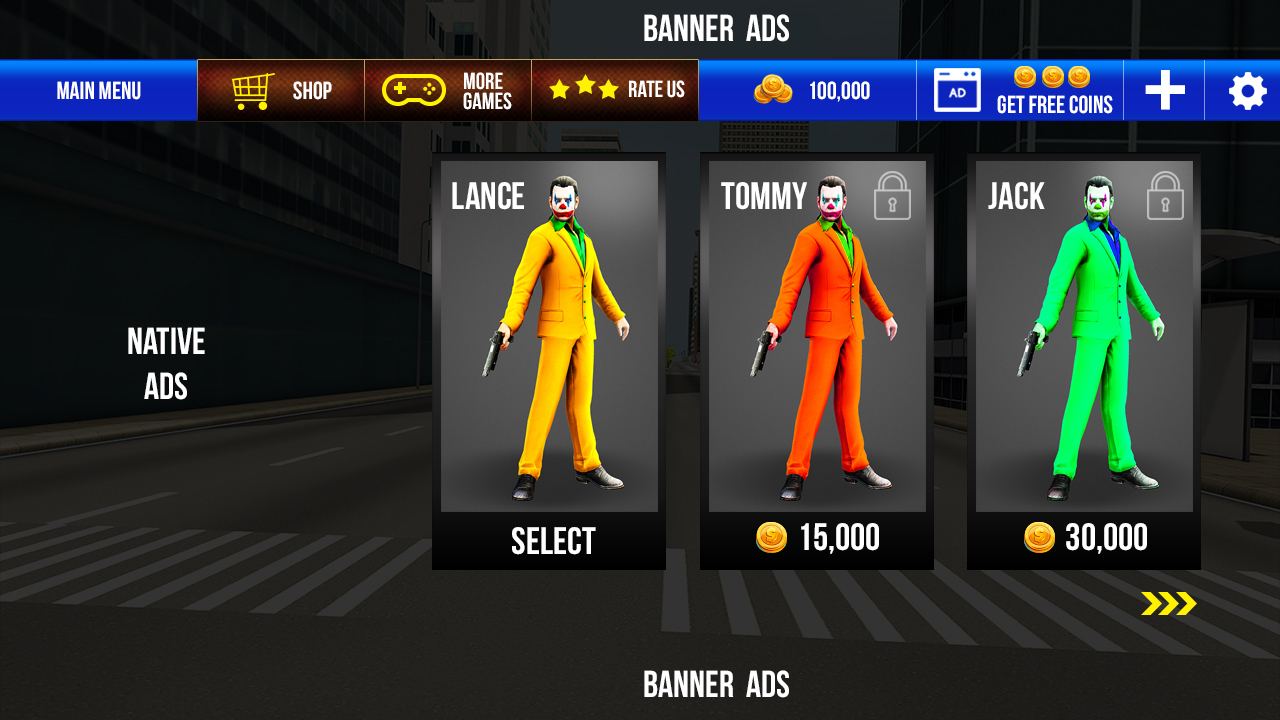 BANNER ADS
MAIN MENU
SHOP
MORE
GAMES
RATE US
100,000
AD
GET FREE COINS
LANCE
TOMMY
JACK
NATIVE
ADS
SELECT
15,000
30,000
BANNER ADS